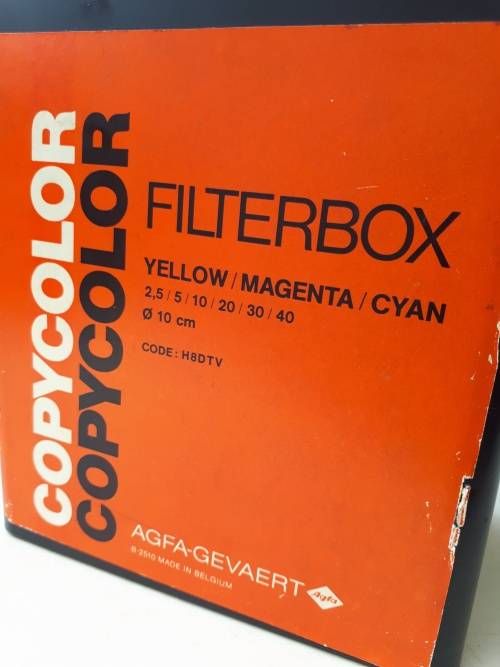 COPYCOLOR
COPYCOLOR
FILTERBOX
YELLOW / MAGENTA / CYAN
2,5 / 5 / 10 / 20 / 30 / 40
Ø 10 cm
CODE: H8DTV
AGFA-GEVAERT
Agfa
B-2510 MADE IN BELGIUM